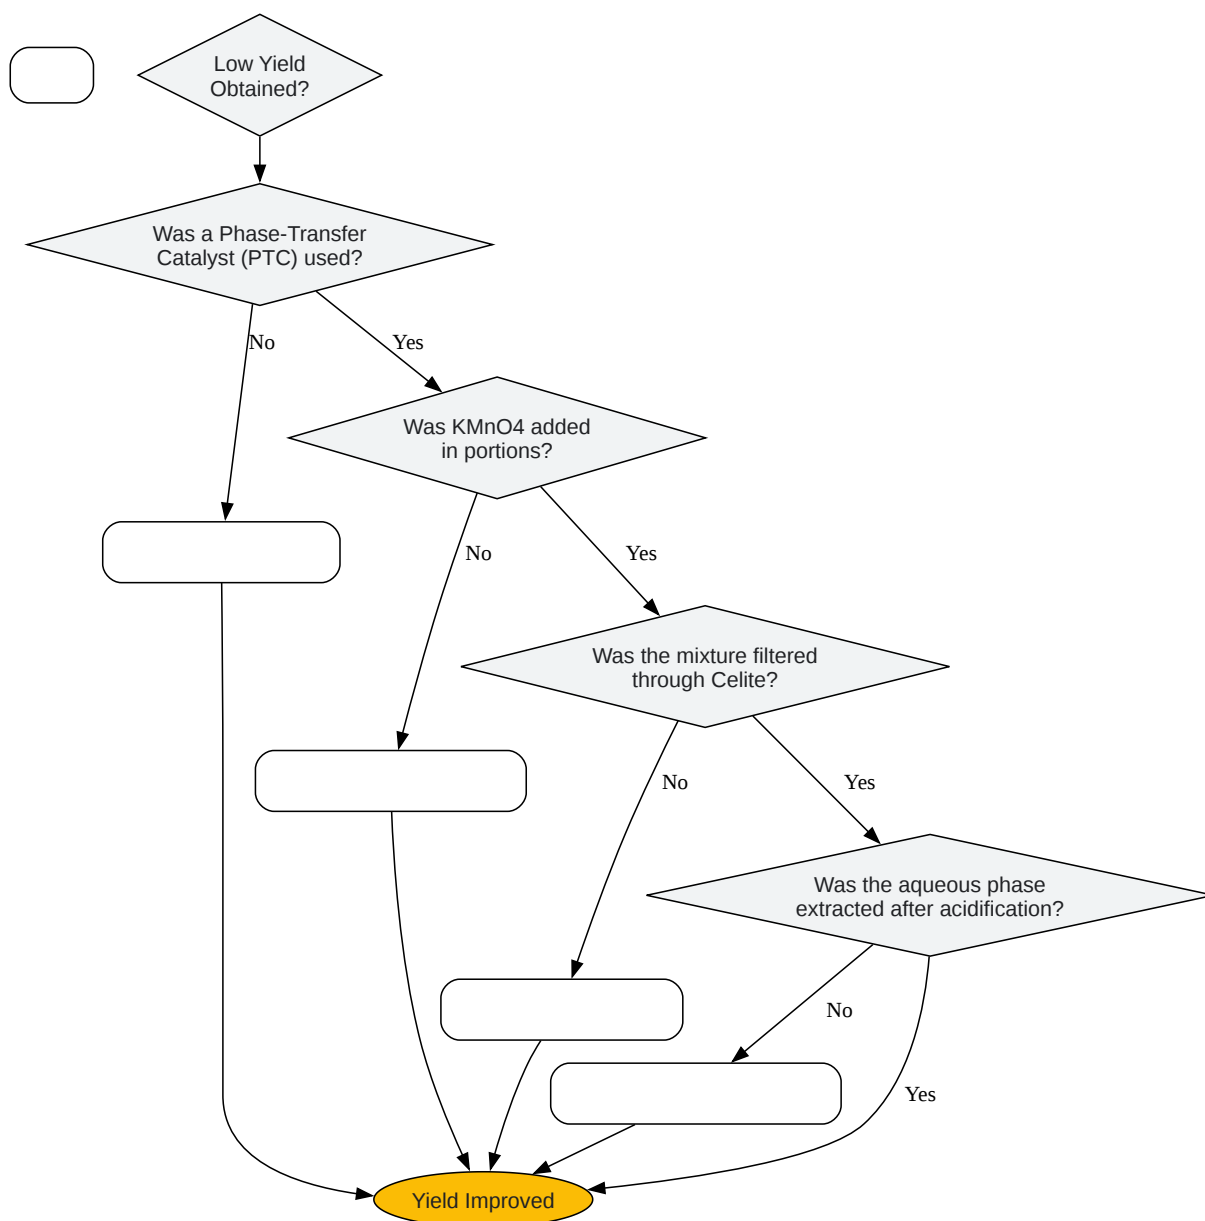 Low Yield
Obtained?
Was a Phase-Transfer
Catalyst (PTC) used?
No
Yes
Was KMnO4 added
in portions?
No
Yes
Was the mixture filtered
through Celite?
No
Yes
Was the aqueous phase
extracted after acidification?
No
Yes
Yield Improved